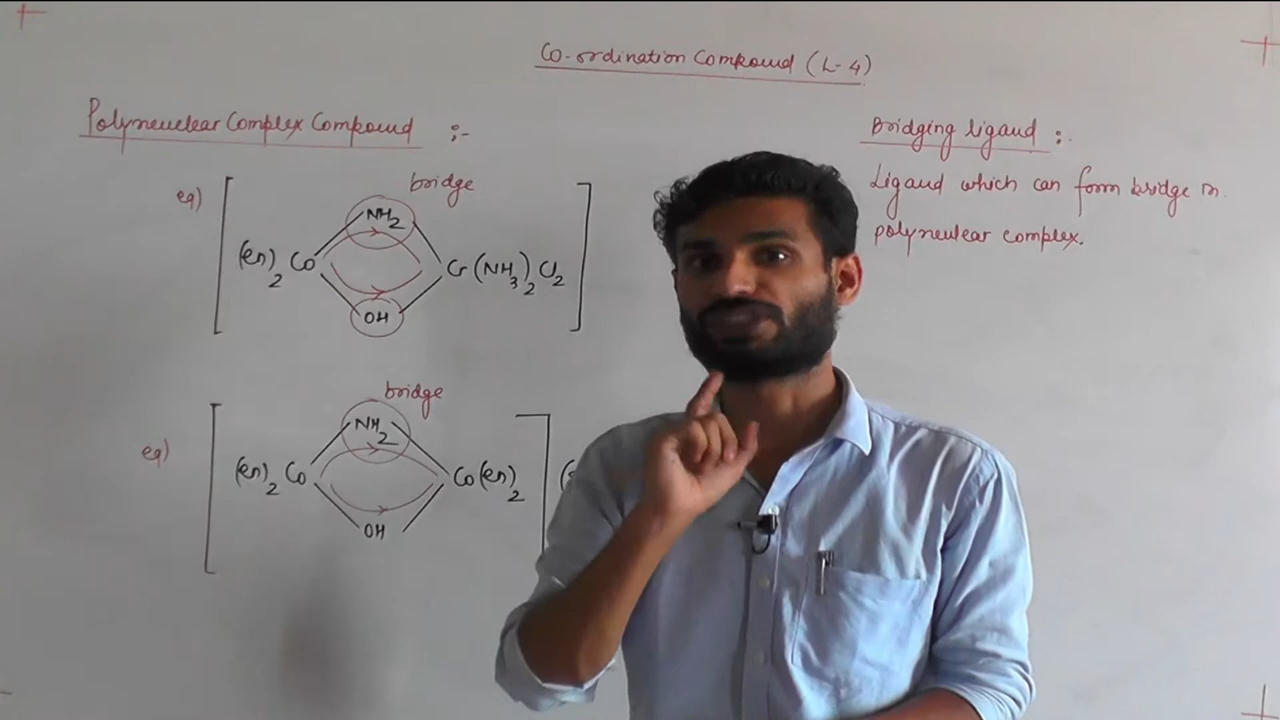 Co-ordination Compound (L-4)
Polynuclear Complex Compound :-
eg)
bridge
NH2
(en)2 Co
Cr(NH3)2 Cl2
OH
eg)
bridge
NH2
(en)2 Co
Co(en)2
OH
Bridging ligand :-
Ligand which can form bridge in
polynuclear complex.